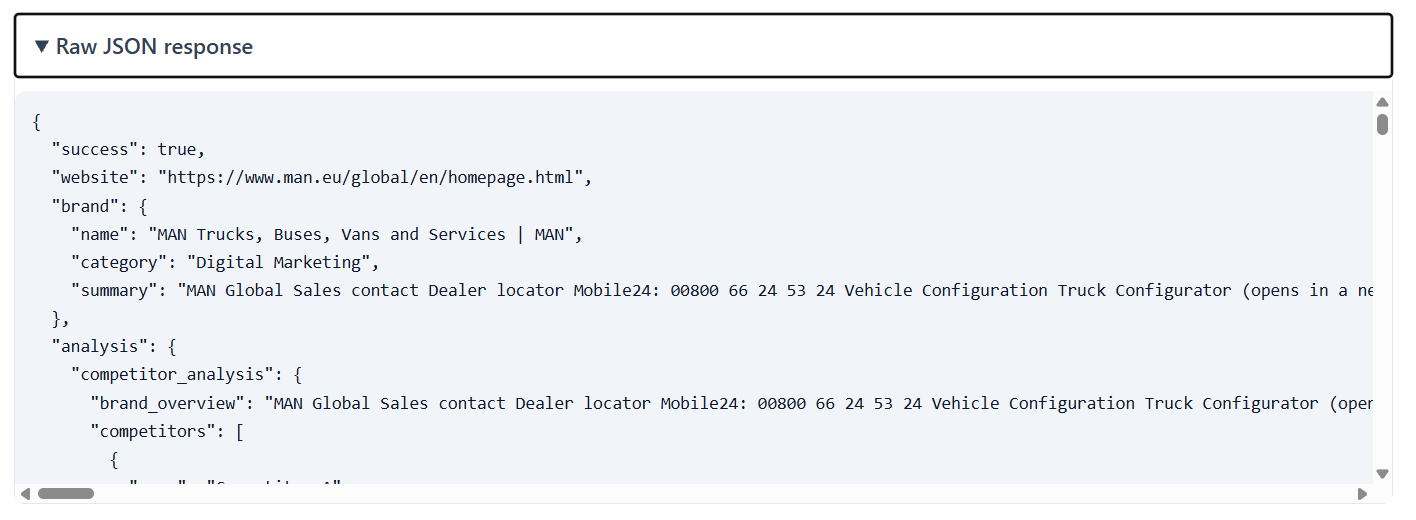 ▼ Raw JSON response
{
  "success": true,
  "website": "https://www.man.eu/global/en/homepage.html",
  "brand": {
    "name": "MAN Trucks, Buses, Vans and Services | MAN",
    "category": "Digital Marketing",
    "summary": "MAN Global Sales contact Dealer locator Mobile24: 00800 66 24 53 24 Vehicle Configuration Truck Configurator (opens in a ne
  },
  "analysis": {
    "competitor_analysis": {
      "brand_overview": "MAN Global Sales contact Dealer locator Mobile24: 00800 66 24 53 24 Vehicle Configuration Truck Configurator (oper
      "competitors": [
        {